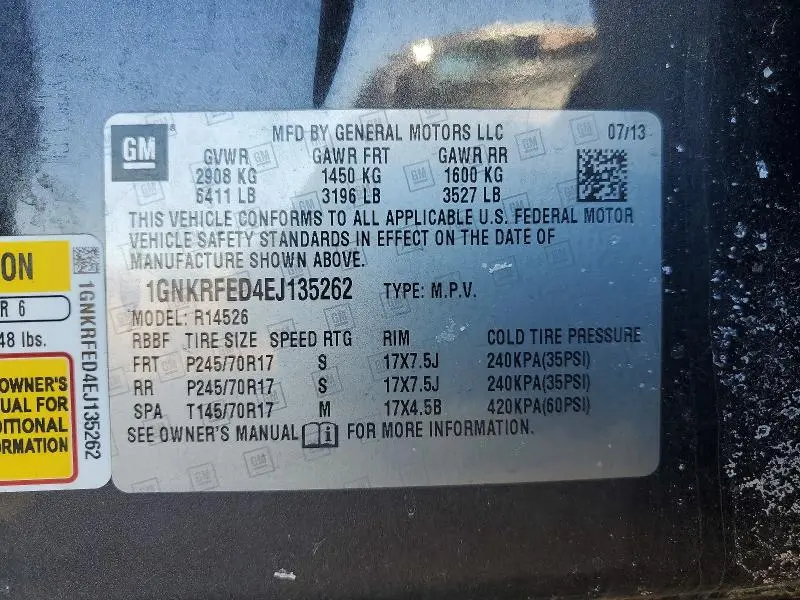 GM
MFD BY GENERAL MOTORS LLC 07/13
GVWR GAWR FRT GAWR RR
2908 KG 1450 KG 1600 KG
6411 LB 3196 LB 3527 LB
THIS VEHICLE CONFORMS TO ALL APPLICABLE U.S. FEDERAL MOTOR
VEHICLE SAFETY STANDARDS IN EFFECT ON THE DATE OF
MANUFACTURE SHOWN ABOVE.
1GNKRFED4EJ135262 TYPE: M.P.V.
MODEL: R14526
RBBF TIRE SIZE SPEED RTG RIM COLD TIRE PRESSURE
FRT P245/70R17 S 17X7.5J 240KPA(35PSI)
RR P245/70R17 S 17X7.5J 240KPA(35PSI)
SPA T145/70R17 M 17X4.5B 420KPA(60PSI)
SEE OWNER'S MANUAL FOR MORE INFORMATION.
ON
R 6
48 lbs.
OWNER'S
UAL FOR
DITIONAL
RMATION
1GNKRFED4EJ135262